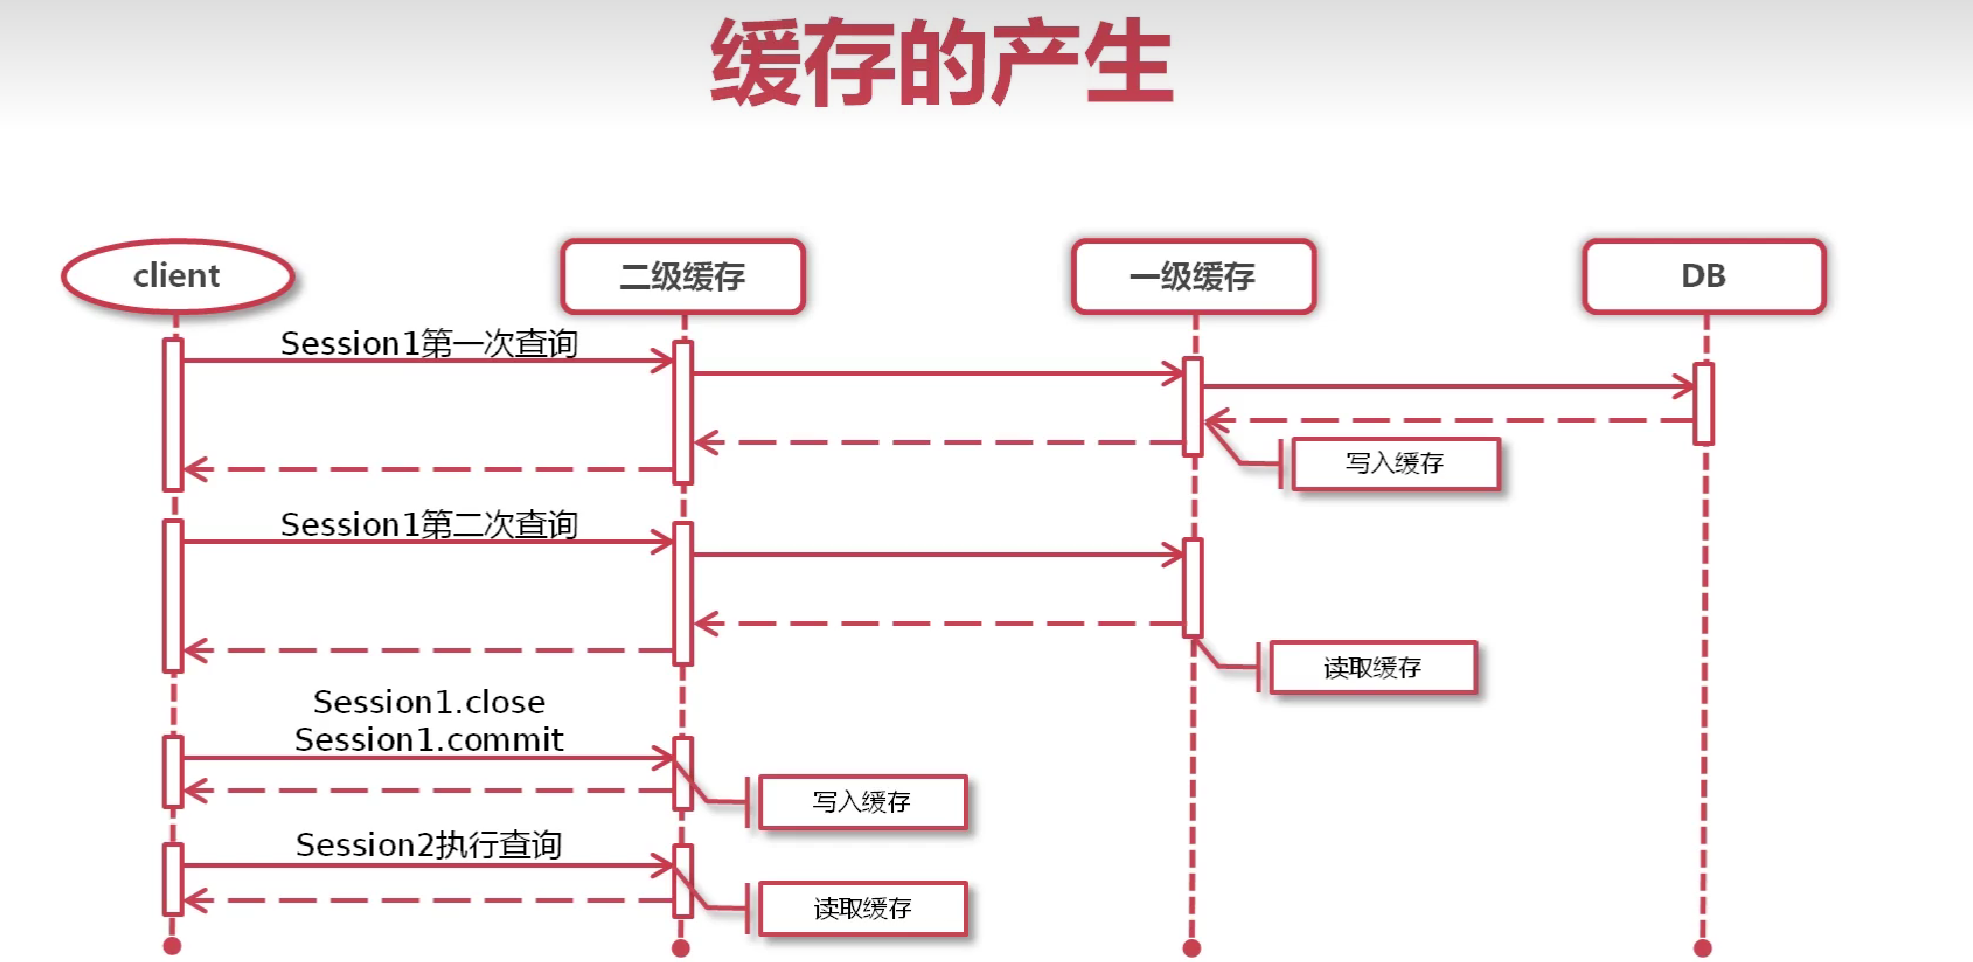 缓存的产生
client
二级缓存
一级缓存
DB
Session1第一次查询
写入缓存
Session1第二次查询
读取缓存
Session1.close
Session1.commit
写入缓存
Session2执行查询
读取缓存